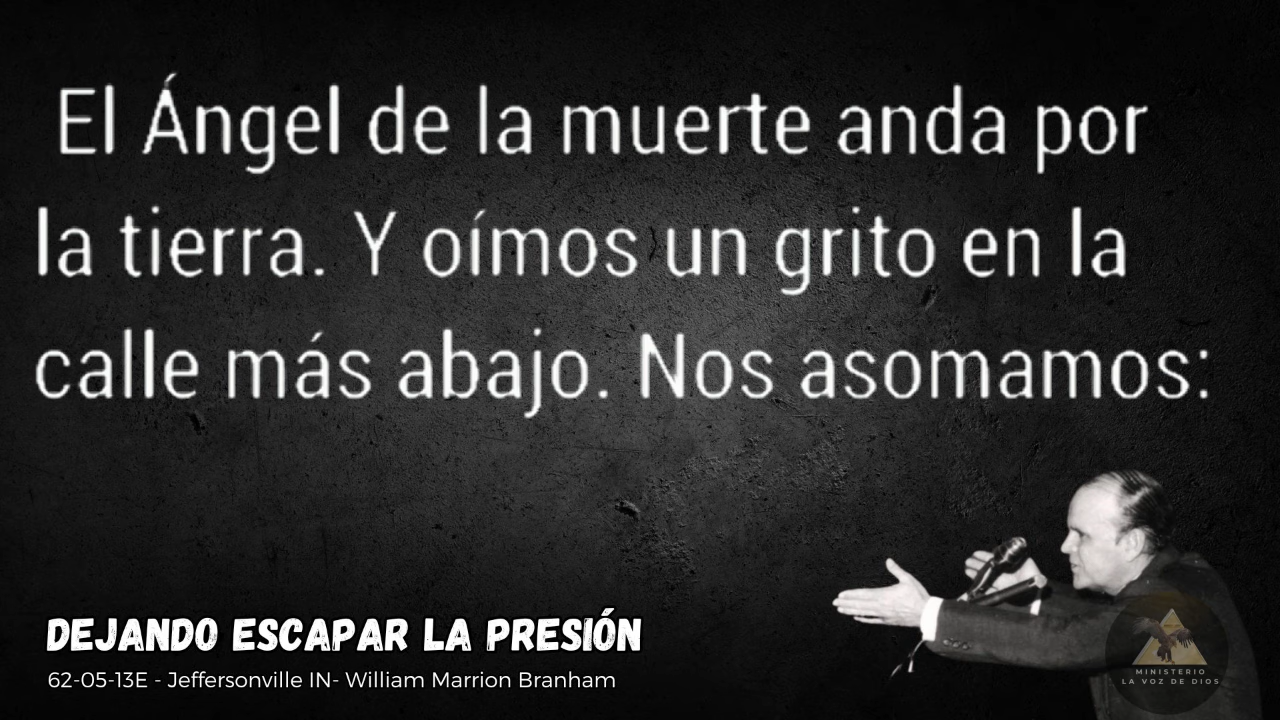 El Ángel de la muerte anda por
la tierra. Y oímos un grito en la
calle más abajo. Nos asomamos:
DEJANDO ESCAPAR LA PRESIÓN
62-05-13E - Jeffersonville IN- William Marrion Branham
MINISTERIO
LA VOZ DE DIOS